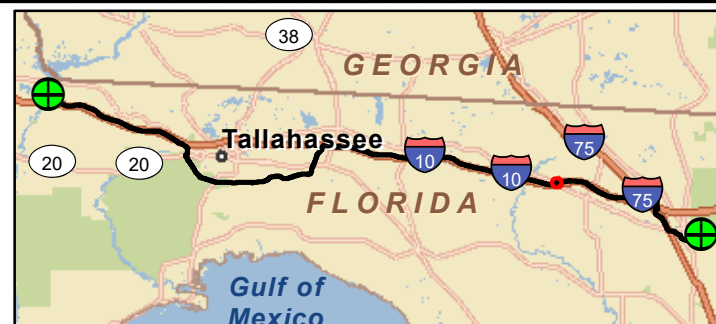 38
GEORGIA
Tallahassee
75
20
20
10
10
75
FLORIDA
Gulf of
Mexico